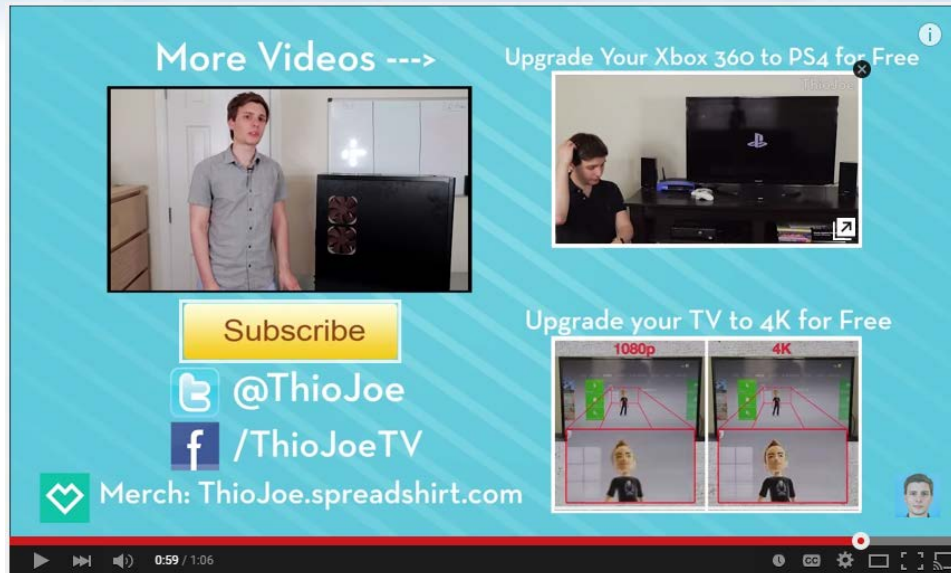 More Videos --->
Upgrade Your Xbox 360 to PS4 for Free
ThioJoe
Subscribe
@ThioJoe
/ThioJoeTV
Merch: ThioJoe.spreadshirt.com
Upgrade your TV to 4K for Free
1080p
4K
0:59 / 1:06
CC